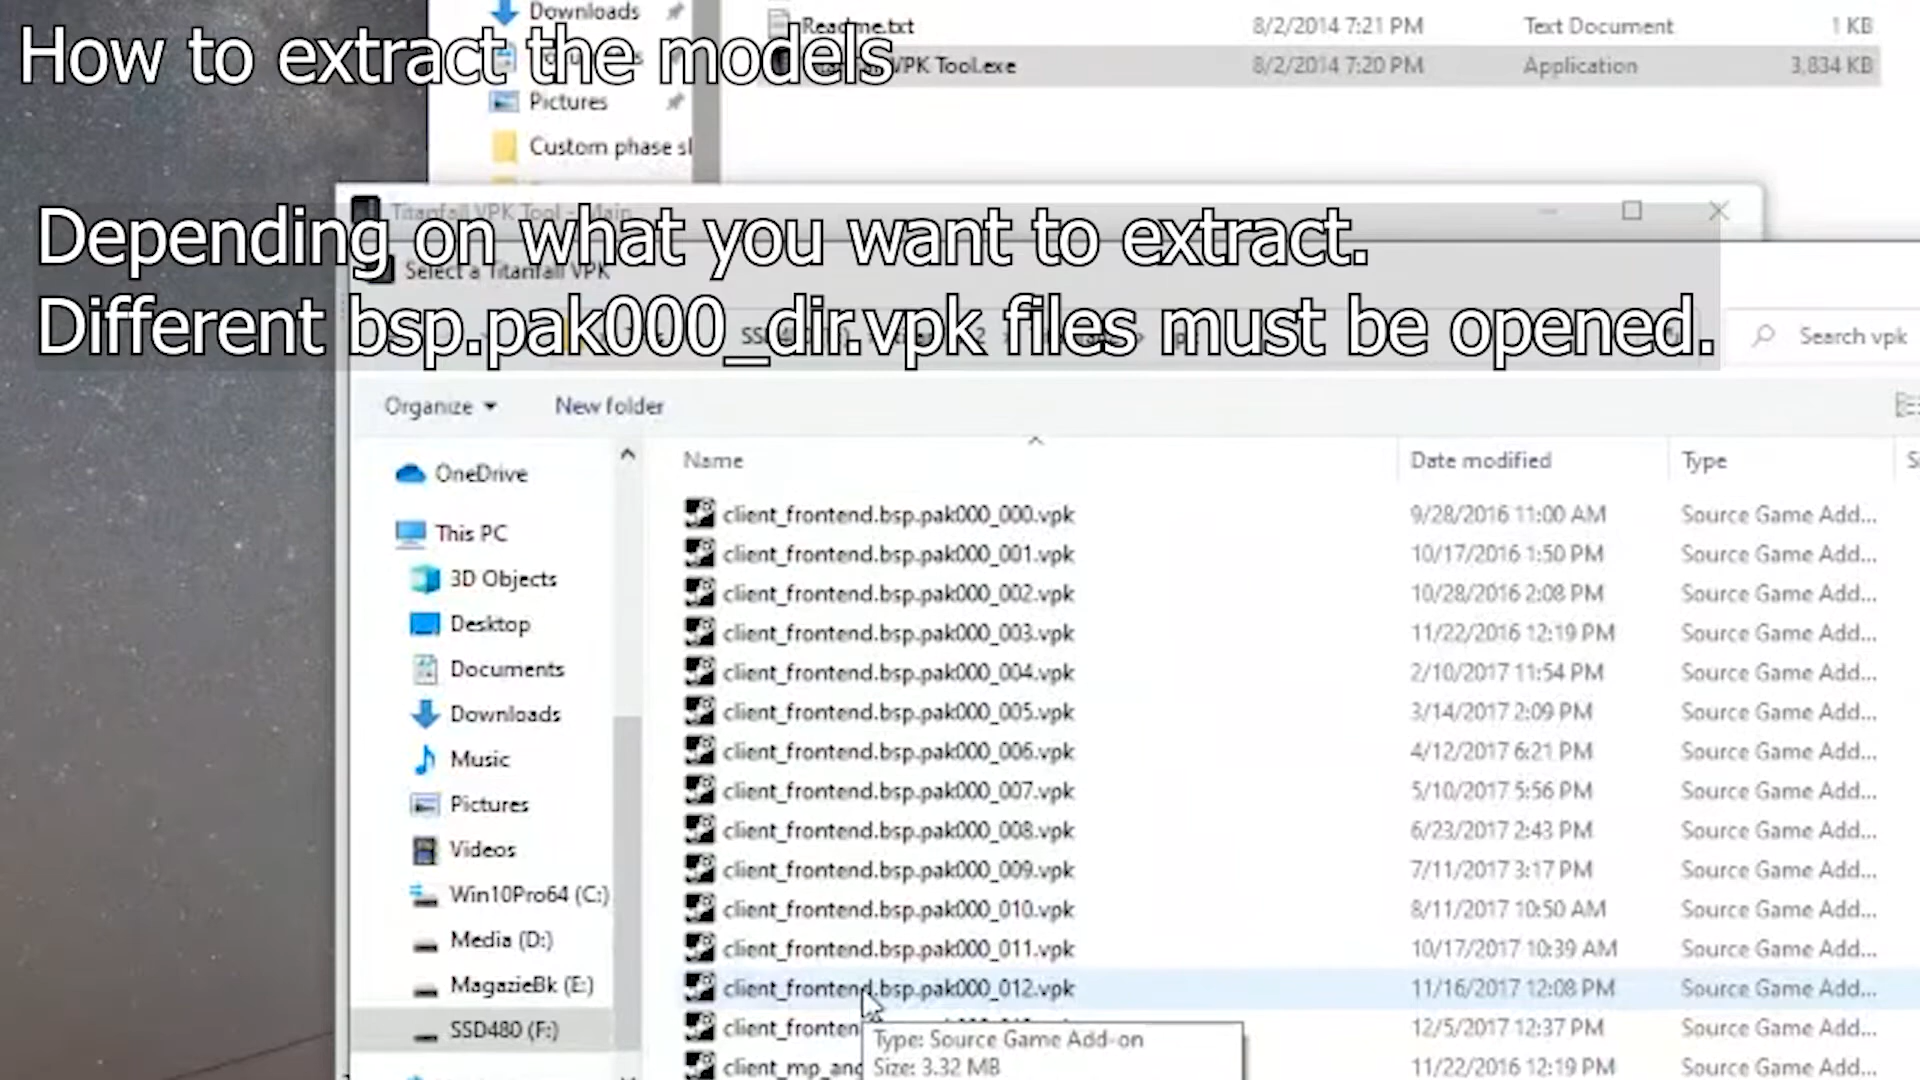 Downloads
Readme.txt 8/2/2014 7:21 PM Text Document 1 KB
How to extract the models
VPK Tool.exe 8/2/2014 7:20 PM Application 3,834 KB
Pictures
Custom phase sl
Titanfall VPK Tool - Main
Depending on what you want to extract.
Select a Titanfall VPK
Different bsp.pak000_dir.vpk files must be opened.
Search vpk
Organize New folder
Name Date modified Type
OneDrive
This PC
3D Objects
Desktop
Documents
Downloads
Music
Pictures
Videos
Win10Pro64 (C:)
Media (D:)
MagazieBk (E:)
SSD480 (F:)
client_frontend.bsp.pak000_000.vpk 9/28/2016 11:00 AM Source Game Add...
client_frontend.bsp.pak000_001.vpk 10/17/2016 1:50 PM Source Game Add...
client_frontend.bsp.pak000_002.vpk 10/28/2016 2:08 PM Source Game Add...
client_frontend.bsp.pak000_003.vpk 11/22/2016 12:19 PM Source Game Add...
client_frontend.bsp.pak000_004.vpk 2/10/2017 11:54 PM Source Game Add...
client_frontend.bsp.pak000_005.vpk 3/14/2017 2:09 PM Source Game Add...
client_frontend.bsp.pak000_006.vpk 4/12/2017 6:21 PM Source Game Add...
client_frontend.bsp.pak000_007.vpk 5/10/2017 5:56 PM Source Game Add...
client_frontend.bsp.pak000_008.vpk 6/23/2017 2:43 PM Source Game Add...
client_frontend.bsp.pak000_009.vpk 7/11/2017 3:17 PM Source Game Add...
client_frontend.bsp.pak000_010.vpk 8/11/2017 10:50 AM Source Game Add...
client_frontend.bsp.pak000_011.vpk 10/17/2017 10:39 AM Source Game Add...
client_frontend.bsp.pak000_012.vpk 11/16/2017 12:08 PM Source Game Add...
client_fronten 12/5/2017 12:37 PM Source Game Add...
Type: Source Game Add-on
client_mp_ang 11/22/2016 12:19 PM Source Game Add...
Size: 3.32 MB